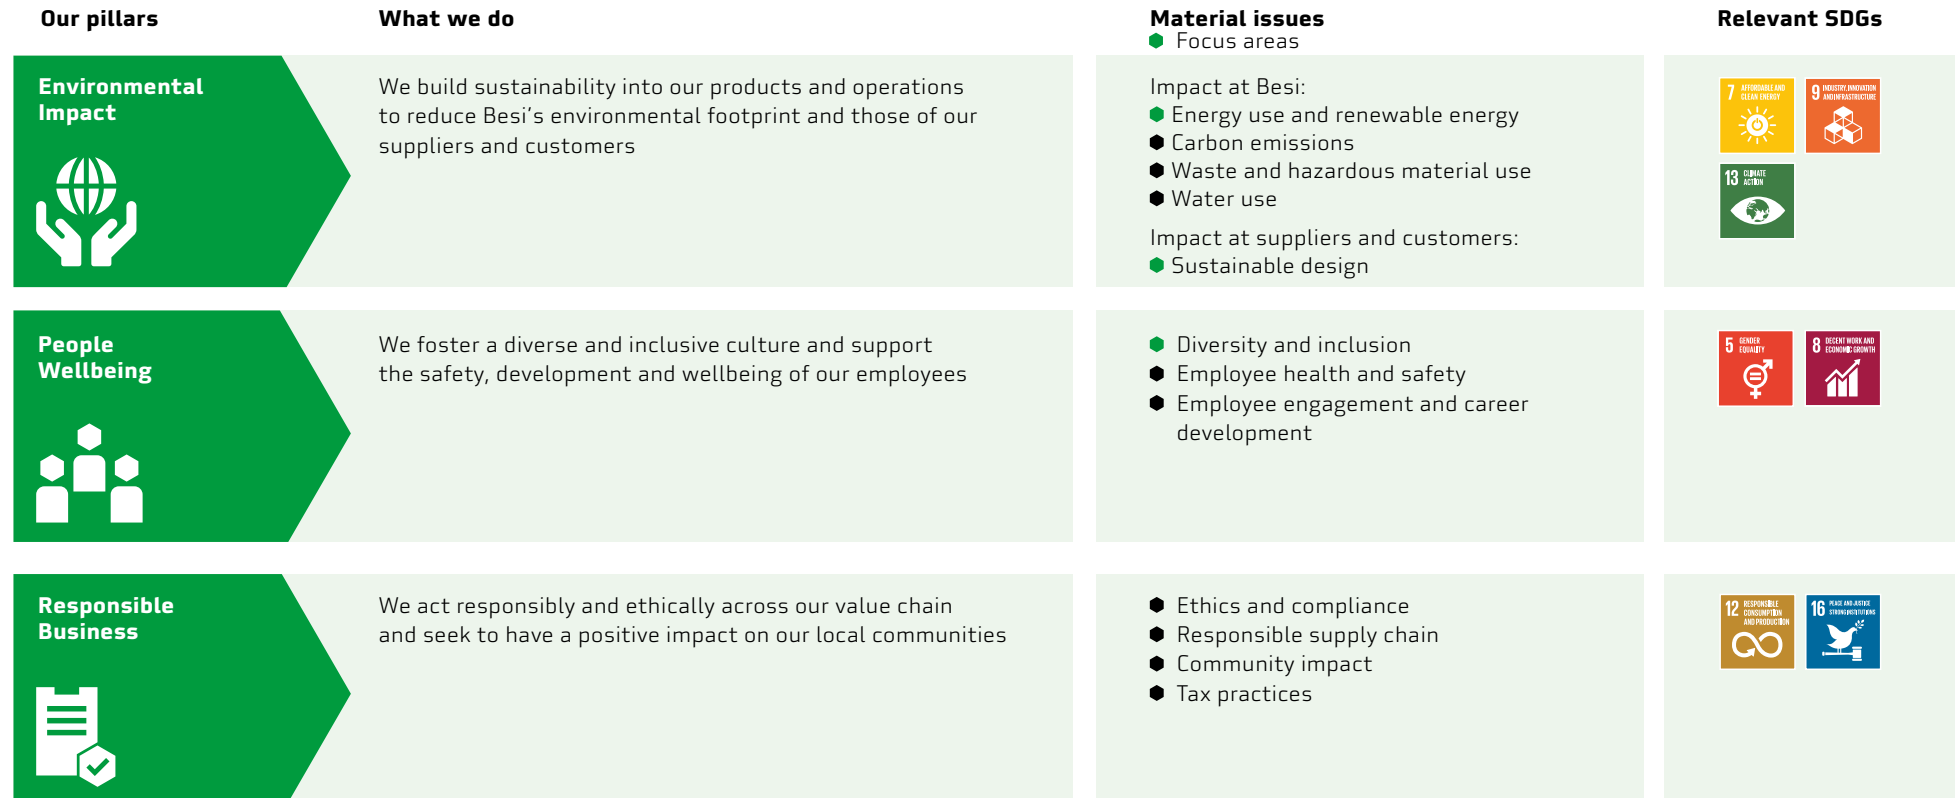 Our pillars
What we do
Material issues
Relevant SDGs
Focus areas
Environmental
Impact
We build sustainability into our products and operations
to reduce Besi's environmental footprint and those of our
suppliers and customers
Impact at Besi:
Energy use and renewable energy
Carbon emissions
Waste and hazardous material use
Water use
Impact at suppliers and customers:
Sustainable design
7 AFFORDABLE AND
CLEAN ENERGY
9 INDUSTRY, INNOVATION
AND INFRASTRUCTURE
13 CLIMATE
ACTION
People
Wellbeing
We foster a diverse and inclusive culture and support
the safety, development and wellbeing of our employees
Diversity and inclusion
Employee health and safety
Employee engagement and career
development
5 GENDER
EQUALITY
8 DECENT WORK AND
ECONOMIC GROWTH
Responsible
Business
We act responsibly and ethically across our value chain
and seek to have a positive impact on our local communities
Ethics and compliance
Responsible supply chain
Community impact
Tax practices
12 RESPONSIBLE
CONSUMPTION
AND PRODUCTION
16 PEACE AND JUSTICE
STRONG INSTITUTIONS